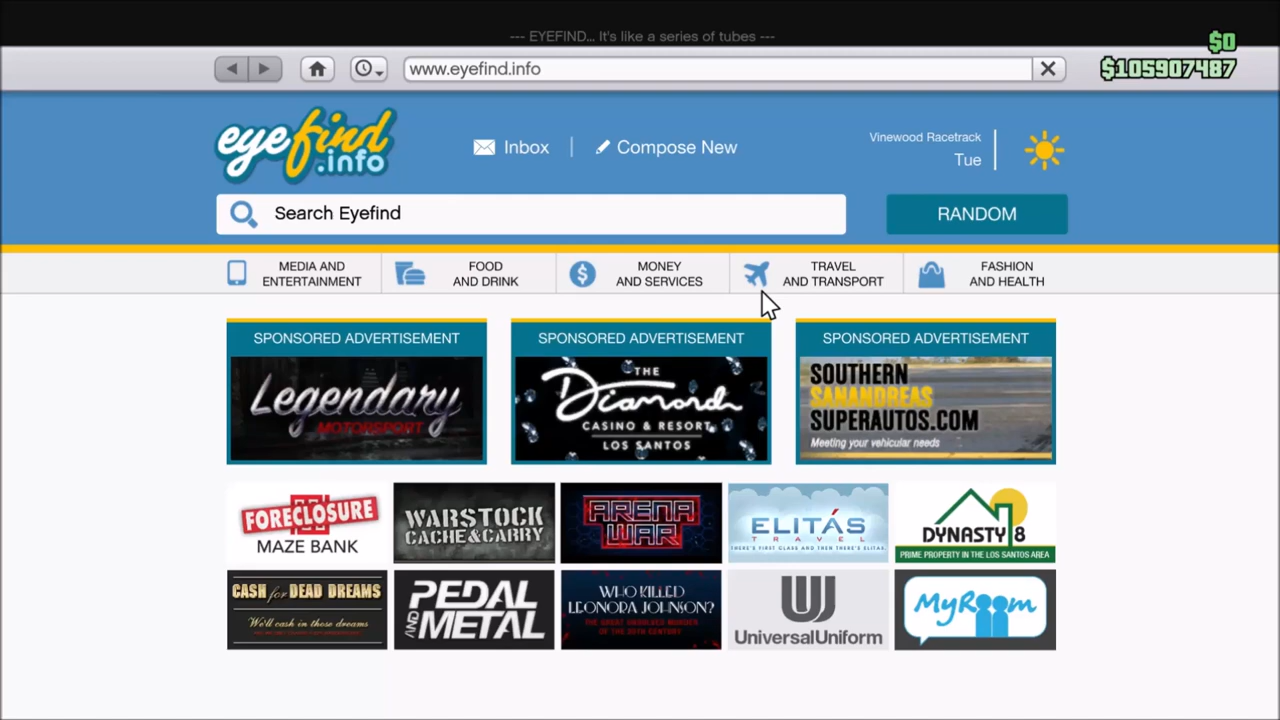 --- EYEFIND... It's like a series of tubes ---
$0
www.eyefind.info
$105907487
eyefind
.info
Inbox
Compose New
Vinewood Racetrack
Tue
Search Eyefind
RANDOM
MEDIA AND
ENTERTAINMENT
FOOD
AND DRINK
MONEY
AND SERVICES
TRAVEL
AND TRANSPORT
FASHION
AND HEALTH
SPONSORED ADVERTISEMENT
Legendary
MOTORSPORT
SPONSORED ADVERTISEMENT
THE
Diamond
CASINO & RESORT
LOS SANTOS
SPONSORED ADVERTISEMENT
SOUTHERN
SANANDREAS
SUPERAUTOS.COM
Meeting your vehicular needs
FORECLOSURE
MAZE BANK
WARSTOCK
CACHE&CARRY
ARENA
WAR
ELITÁS
TRAVEL
THERE'S FIRST CLASS AND THEN THERE'S ELITAS.
DYNASTY 8
PRIME PROPERTY IN THE LOS SANTOS AREA
CASH for DEAD DREAMS
We'll cash in those dreams
PEDAL
AND METAL
WHO KILLED
LEONORA JOHNSON?
THE GREAT UNSOLVED MURDER
OF THE 20TH CENTURY
UniversalUniform
MyRoom